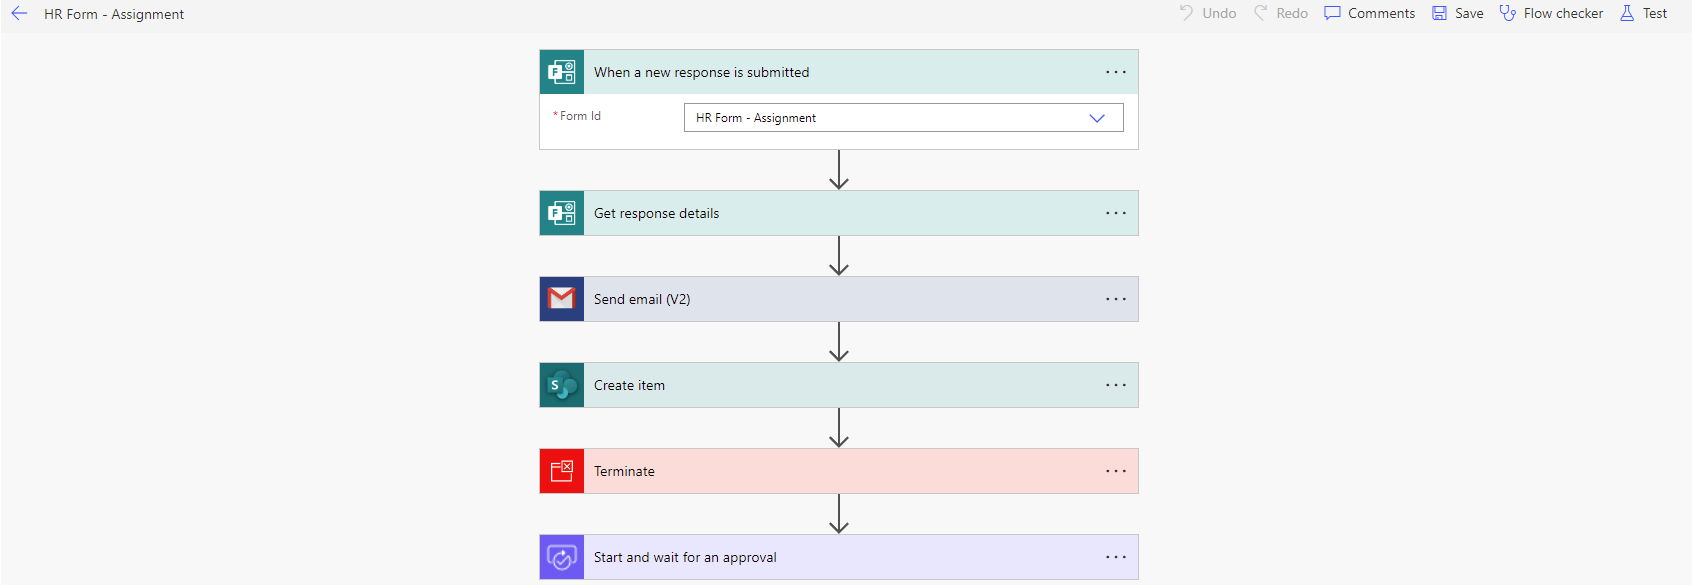 HR Form - Assignment
Undo Redo Comments Save Flow checker Test
When a new response is submitted
* Form Id
HR Form - Assignment
Get response details
Send email (V2)
Create item
Terminate
Start and wait for an approval